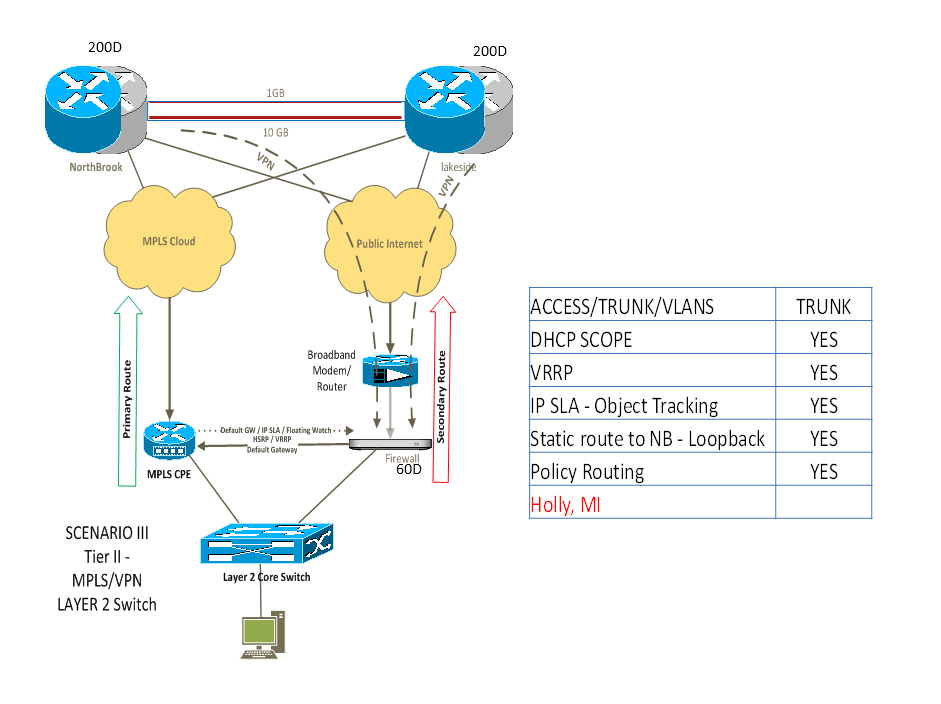 200D
200D
1GB
10 GB
VPN
VPN
NorthBrook
lakeside
MPLS Cloud
Public Internet
Primary Route
Secondary Route
Broadband
Modem/
Router
Default GW / IP SLA / Floating Watch
HSRP / VRRP
Default Gateway
MPLS CPE
Firewall
60D
Layer 2 Core Switch
SCENARIO III
Tier II -
MPLS/VPN
LAYER 2 Switch
ACCESS/TRUNK/VLANS TRUNK
DHCP SCOPE YES
VRRP YES
IP SLA - Object Tracking YES
Static route to NB - Loopback YES
Policy Routing YES
Holly, MI